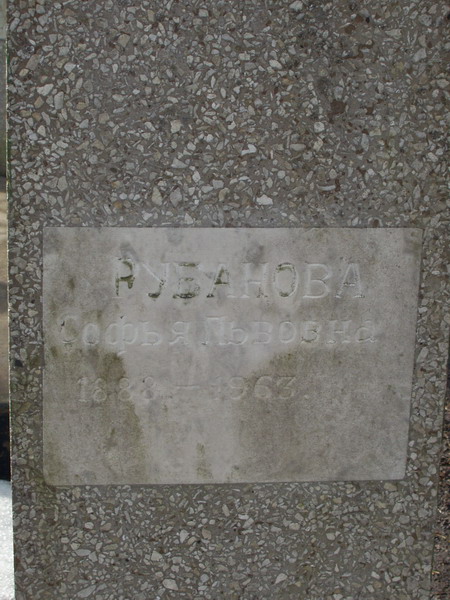 РУБАНОВА
Софья Львовна
1883 — 1963.